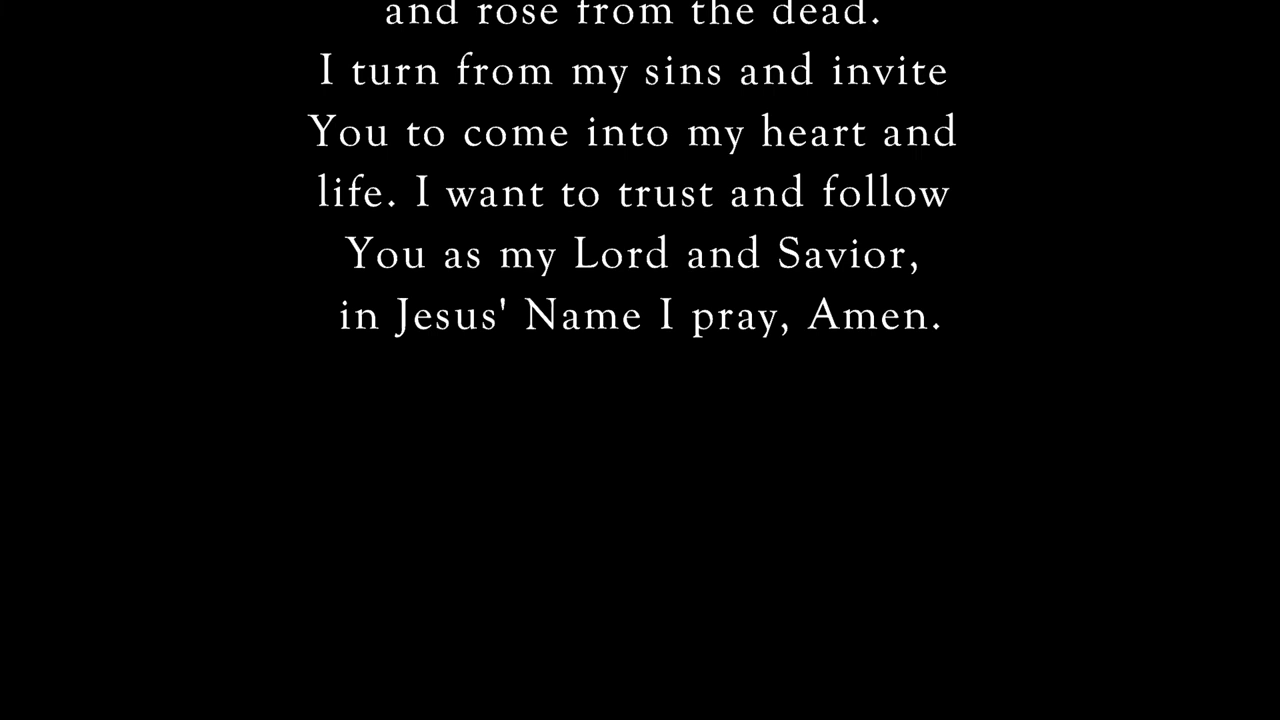 and rose from the dead.
I turn from my sins and invite
You to come into my heart and
life. I want to trust and follow
You as my Lord and Savior,
in Jesus' Name I pray, Amen.